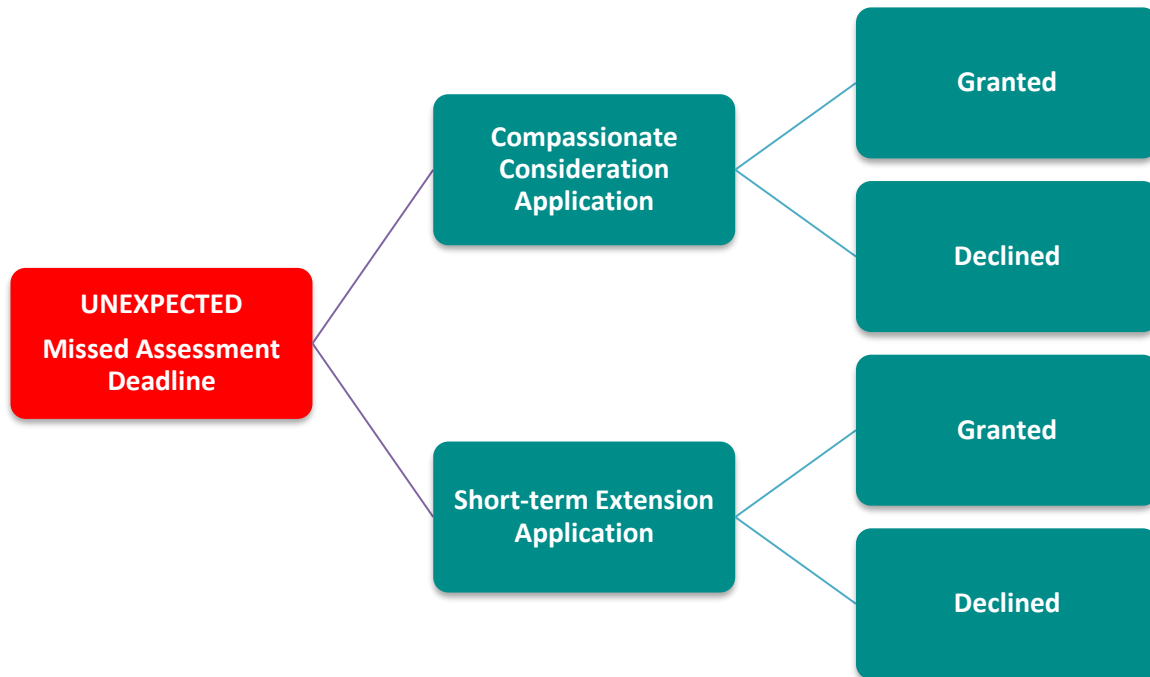 UNEXPECTED
Missed Assessment
Deadline
Compassionate
Consideration
Application
Granted
Declined
Short-term Extension
Application
Granted
Declined